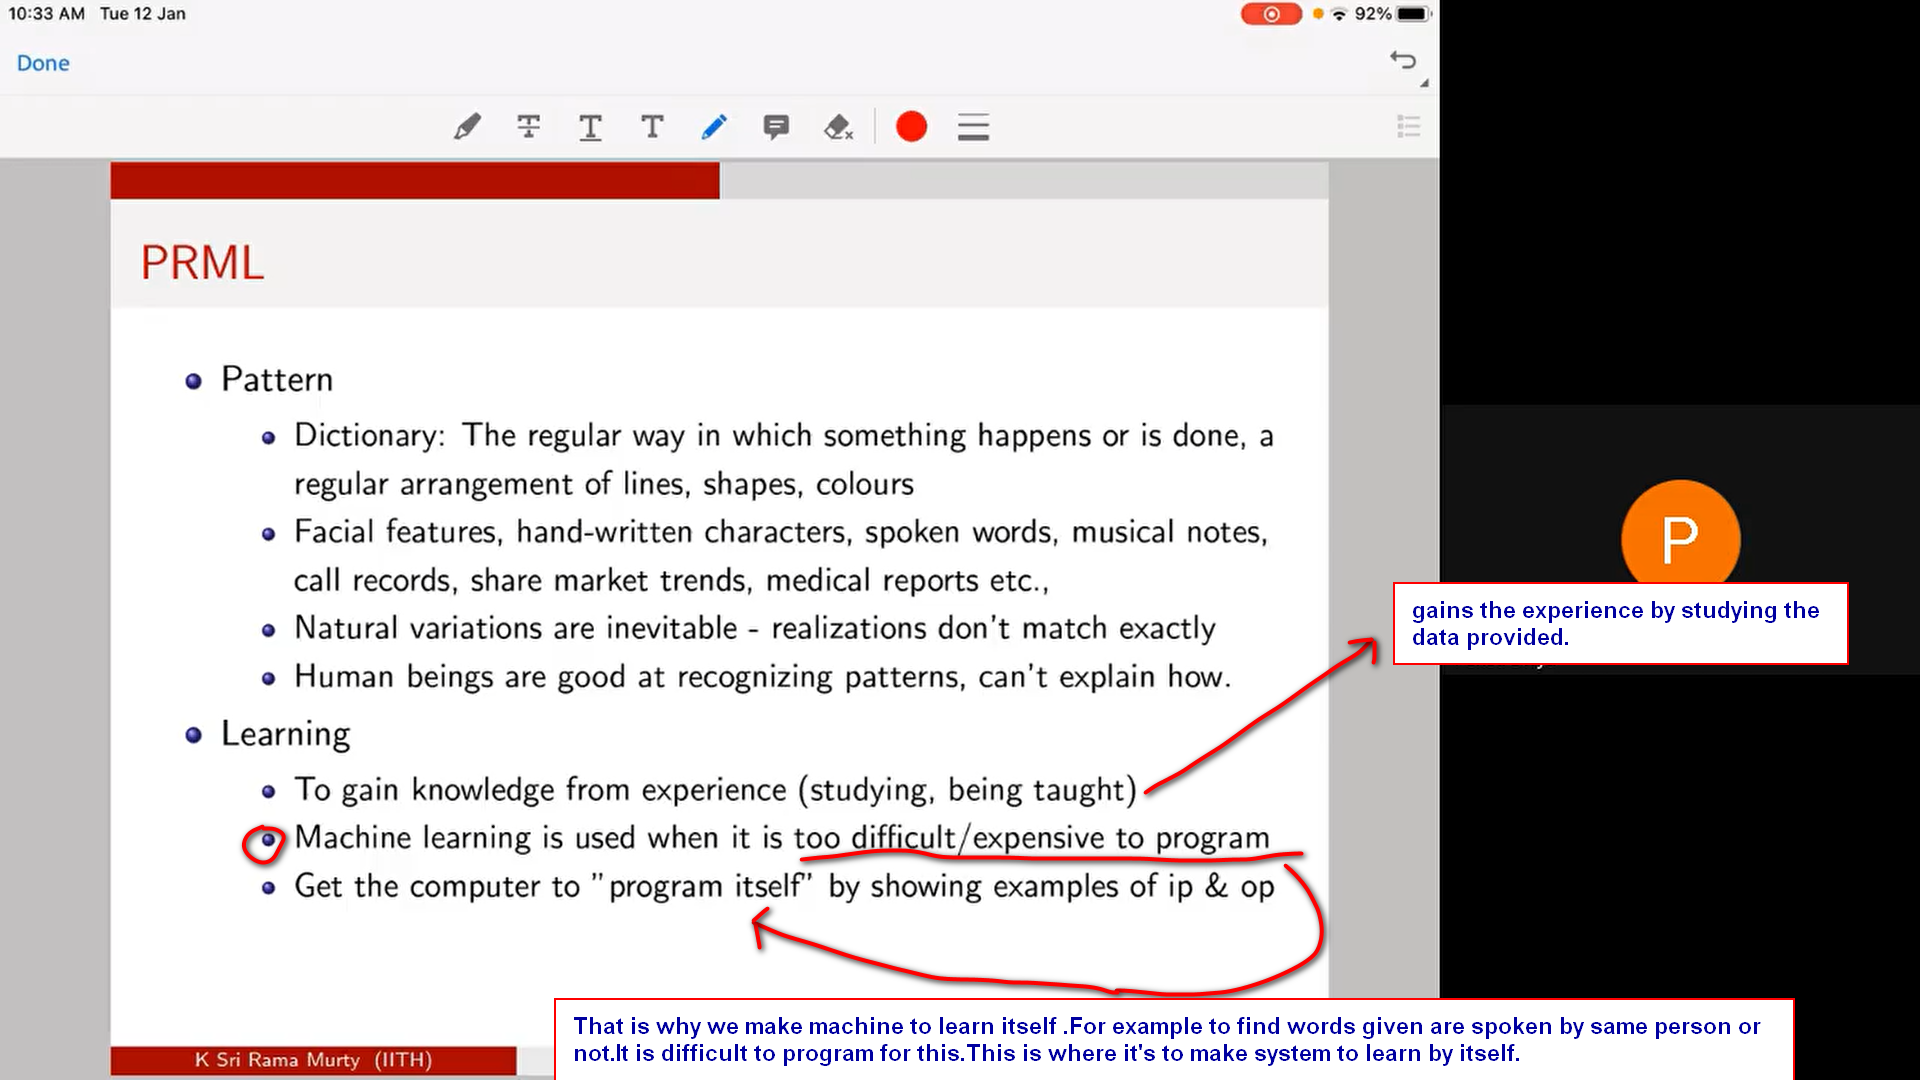 10:33 AM Tue 12 Jan
92%
Done
PRML
Pattern
Dictionary: The regular way in which something happens or is done, a
regular arrangement of lines, shapes, colours
Facial features, hand-written characters, spoken words, musical notes,
call records, share market trends, medical reports etc.,
Natural variations are inevitable - realizations don't match exactly
Human beings are good at recognizing patterns, can't explain how.
Learning
To gain knowledge from experience (studying, being taught)
Machine learning is used when it is too difficult/expensive to program
Get the computer to "program itself" by showing examples of ip & op
P
gains the experience by studying the
data provided.
That is why we make machine to learn itself .For example to find words given are spoken by same person or
not.It is difficult to program for this.This is where it's to make system to learn by itself.
K Sri Rama Murty (IITH)